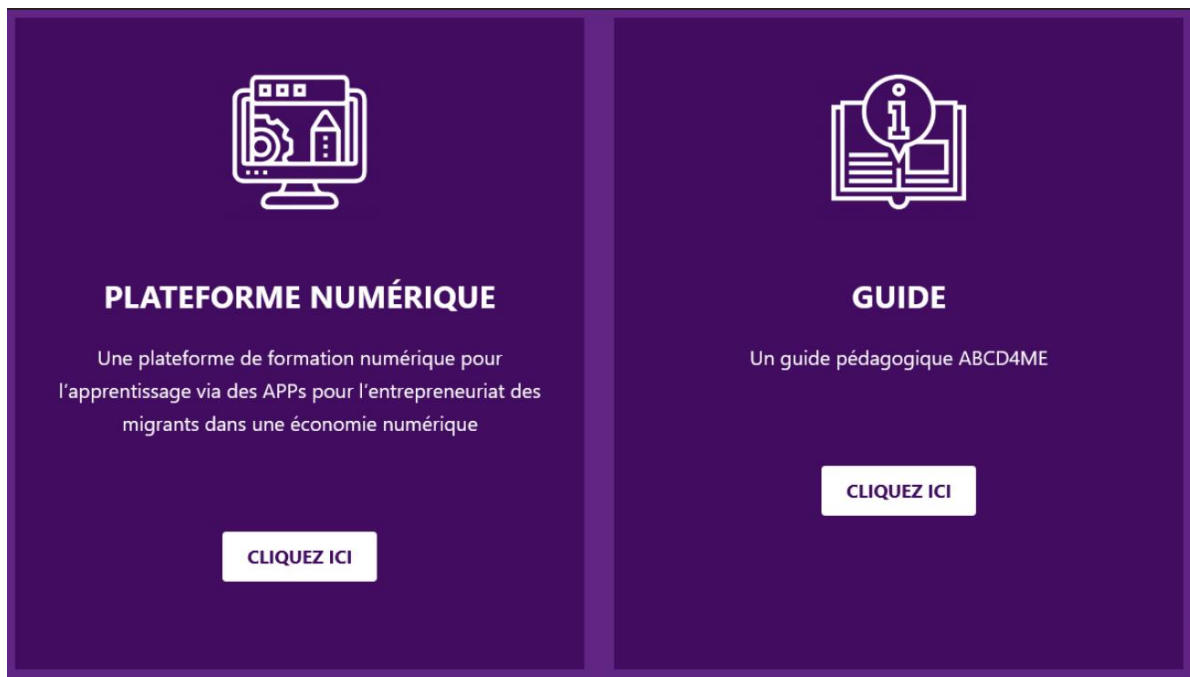 PLATEFORME NUMÉRIQUE
Une plateforme de formation numérique pour
l'apprentissage via des APPs pour l'entrepreneuriat des
migrants dans une économie numérique
CLIQUEZ ICI
GUIDE
Un guide pédagogique ABCD4ME
CLIQUEZ ICI